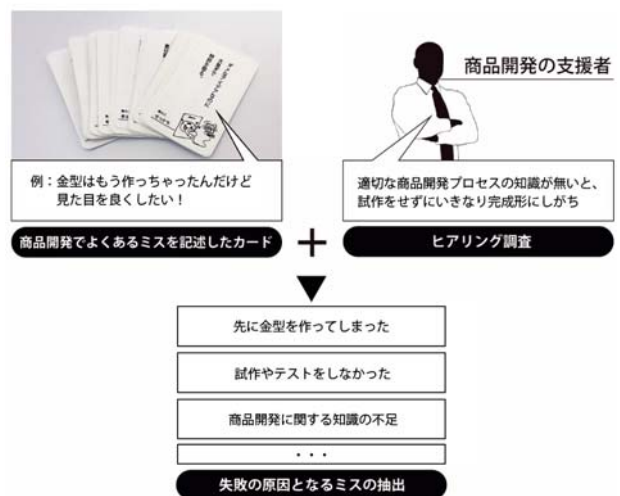 商品開発の支援者
例：金型はもう作っちゃったんだけど
見た目を良くしたい！
適切な商品開発プロセスの知識が無いと、
試作をせずにいきなり完成形にしがち
商品開発でよくあるミスを記述したカード
＋
ヒアリング調査
先に金型を作ってしまった
試作やテストをしなかった
商品開発に関する知識の不足
・・・
失敗の原因となるミスの抽出